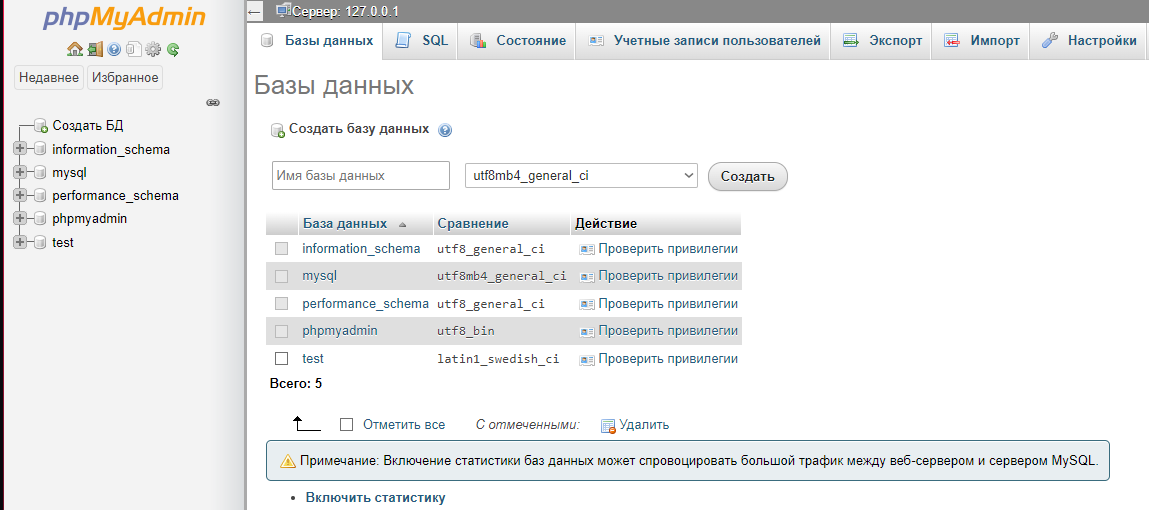 phpMyAdmin
Недавнее Избранное
Создать БД
information_schema
mysql
performance_schema
phpmyadmin
test
Сервер: 127.0.0.1
Базы данных SQL Состояние Учетные записи пользователей Экспорт Импорт Настройки
Базы данных
Создать базу данных
Имя базы данных utf8mb4_general_ci Создать
База данных Сравнение Действие
information_schema utf8_general_ci Проверить привилегии
mysql utf8mb4_general_ci Проверить привилегии
performance_schema utf8_general_ci Проверить привилегии
phpmyadmin utf8_bin Проверить привилегии
test latin1_swedish_ci Проверить привилегии
Всего: 5
Отметить все С отмеченными: Удалить
Примечание: Включение статистики баз данных может спровоцировать большой трафик между веб-сервером и сервером MySQL.
• Включить статистику